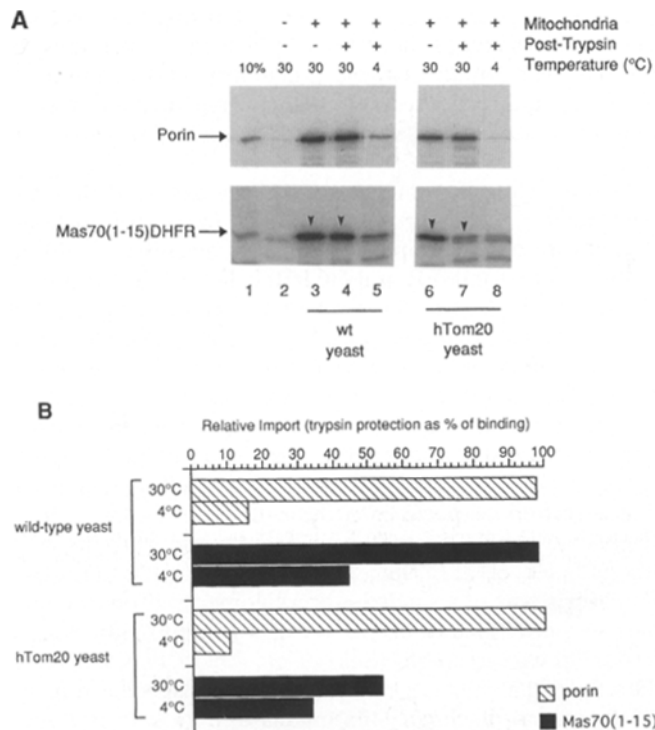 A
- + + + + + + Mitochondria
- - + + - + + Post-Trypsin
10% 30 30 30 4 30 30 4 Temperature (°C)
Porin
Mas70(1-15)DHFR
1 2 3 4 5 6 7 8
wt yeast
hTom20 yeast
B
Relative Import (trypsin protection as % of binding)
0 10 20 30 40 50 60 70 80 90 100
wild-type yeast
30°C
4°C
30°C
4°C
hTom20 yeast
30°C
4°C
30°C
4°C
porin
Mas70(1-15)